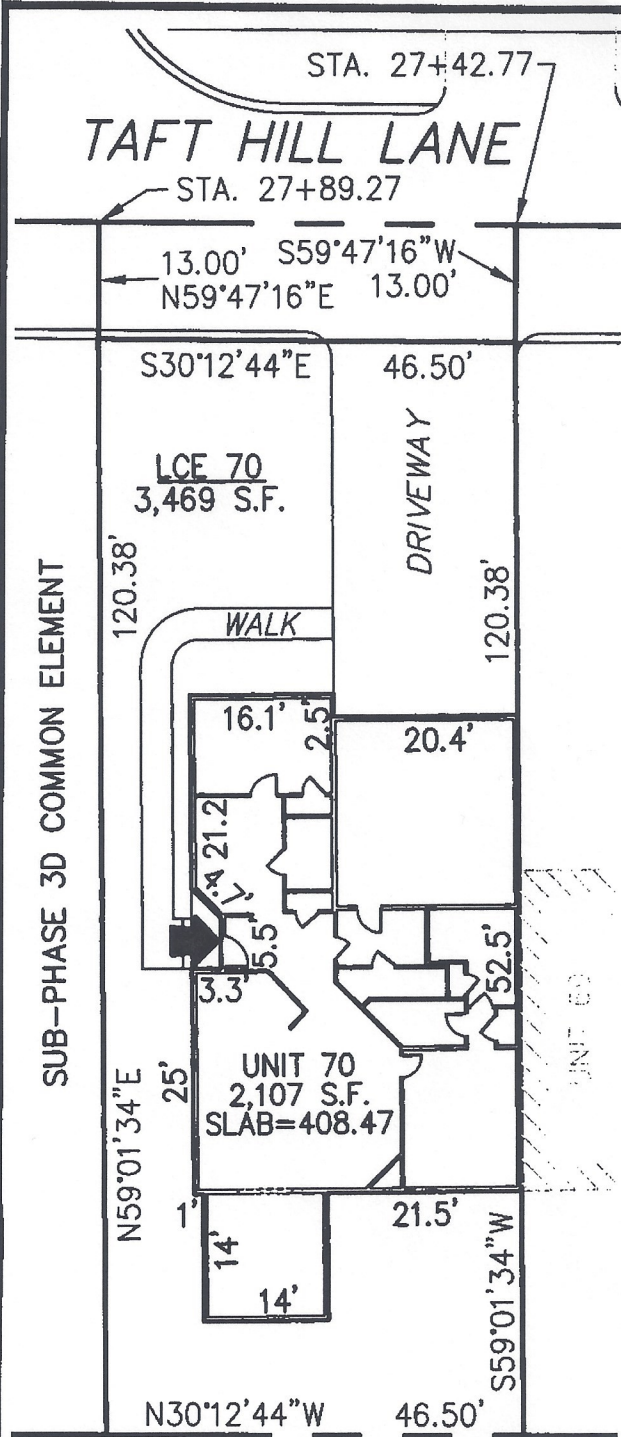 STA. 27+42.77
TAFT HILL LANE
STA. 27+89.27
13.00'
N59°47'16"E
S59°47'16"W
13.00'
S30°12'44"E
46.50'
LCE 70
3,469 S.F.
DRIVEWAY
120.38'
120.38'
WALK
SUB-PHASE 3D COMMON ELEMENT
16.1'
2.5'
20.4'
21.2
4.7'
5.5'
3.3'
52.5'
UNIT 70
2,107 S.F.
SLAB=408.47
25'
N59°01'34"E
UNIT 69
1'
14'
14'
21.5'
S59°01'34"W
N30°12'44"W
46.50'